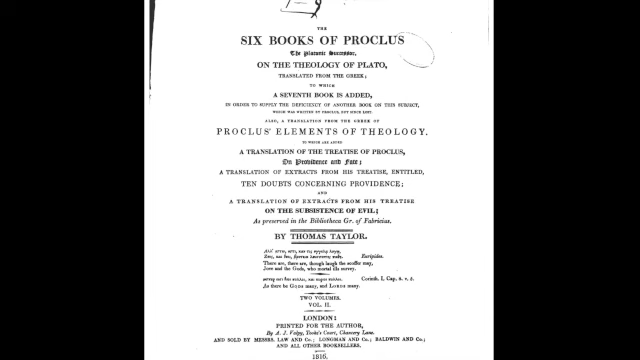 THE
SIX BOOKS OF PROCLUS
The Platonic Successor,
ON THE THEOLOGY OF PLATO,
TRANSLATED FROM THE GREEK;
TO WHICH
A SEVENTH BOOK IS ADDED,
IN ORDER TO SUPPLY THE DEFICIENCY OF ANOTHER BOOK ON THIS SUBJECT,
WHICH WAS WRITTEN BY PROCLUS, BUT SINCE LOST.
ALSO, A TRANSLATION FROM THE GREEK OF
PROCLUS' ELEMENTS OF THEOLOGY.
TO WHICH ARE ADDED
A TRANSLATION OF THE TREATISE OF PROCLUS,
On Providence and Fate;
A TRANSLATION OF EXTRACTS FROM HIS TREATISE, ENTITLED,
TEN DOUBTS CONCERNING PROVIDENCE;
AND
A TRANSLATION OF EXTRACTS FROM HIS TREATISE
ON THE SUBSISTENCE OF EVIL;
As preserved in the Bibliotheca Gr. of Fabricius.
BY THOMAS TAYLOR.
Euripides.
There are, there are, though laugh the scoffer may,
Jove and the Gods, who mortal ills survey.
Corinth. I. Cap.
As there be GODS many, and LORDS many.
TWO VOLUMES.
VOL. II.
LONDON:
PRINTED FOR THE AUTHOR,
By A. J. Valpy, Tooke's Court, Chancery Lane.
AND SOLD BY MESSRS. LAW AND Co.; LONGMAN AND Co.; BALDWIN AND Co.;
AND ALL OTHER BOOKSELLERS.
1816.